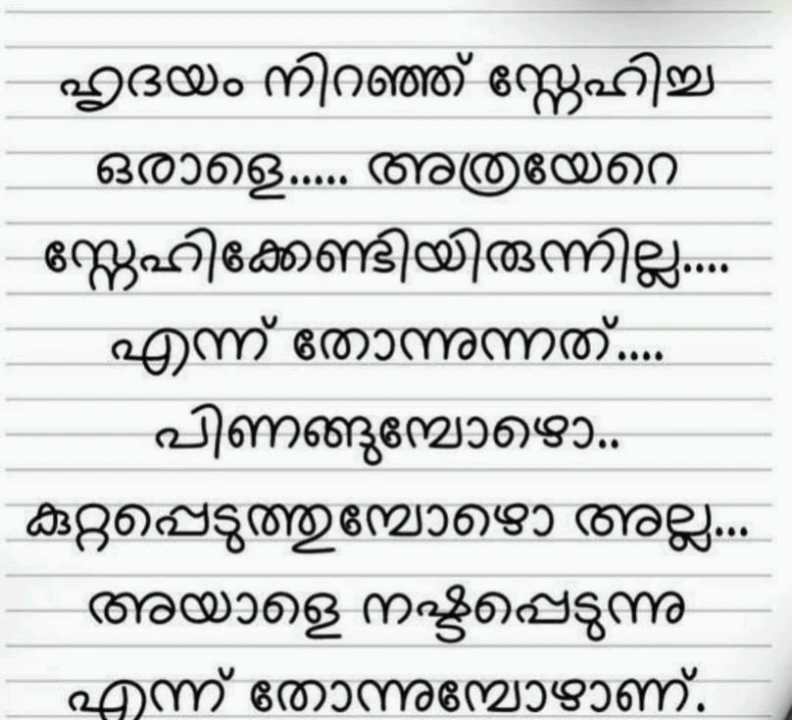 ഹൃദയം നിറഞ്ഞ് സ്നേഹിച്ച
ഒരാളെ..... അത്രയേറെ
സ്നേഹിക്കേണ്ടിയിരുന്നില്ല....
എന്ന് തോന്നുന്നത്....
പിണങ്ങുമ്പോഴൊ..
കുറ്റപ്പെടുത്തുമ്പോഴൊ അല്ല...
അയാളെ നഷ്ടപ്പെടുന്നു
എന്ന് തോന്നുമ്പോഴാണ്.